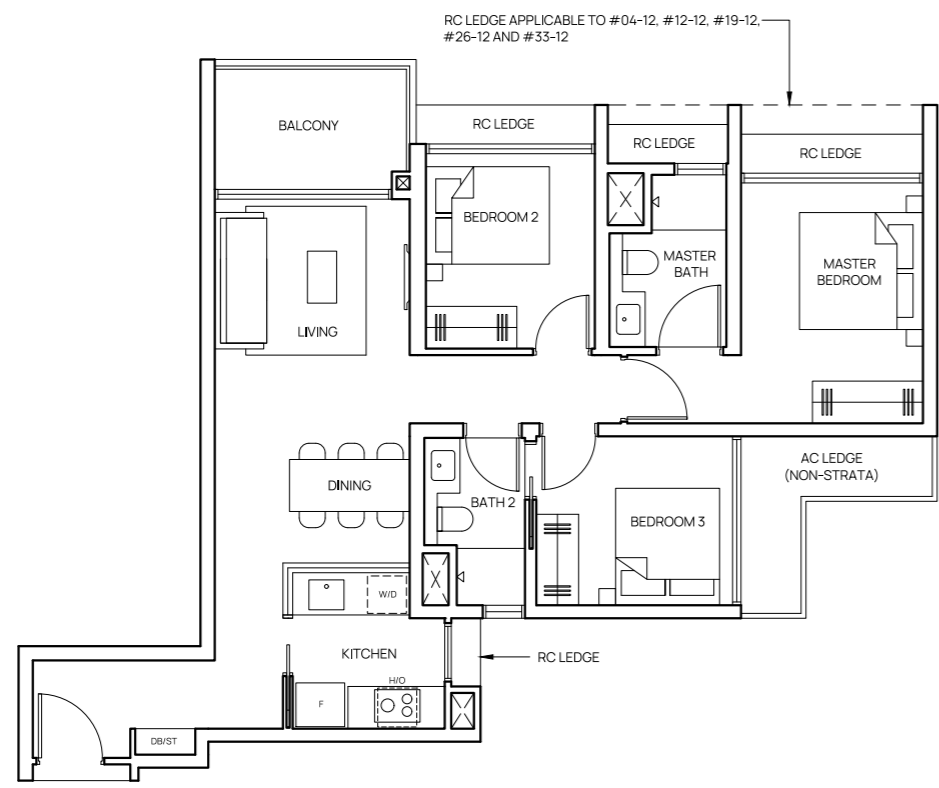 RC LEDGE APPLICABLE TO #04-12, #12-12, #19-12,
#26-12 AND #33-12
BALCONY
RC LEDGE
RC LEDGE
RC LEDGE
BEDROOM 2
MASTER
BATH
MASTER
BEDROOM
LIVING
AC LEDGE
(NON-STRATA)
DINING
BATH 2
BEDROOM 3
W/D
KITCHEN
RC LEDGE
H/O
F
DB/ST